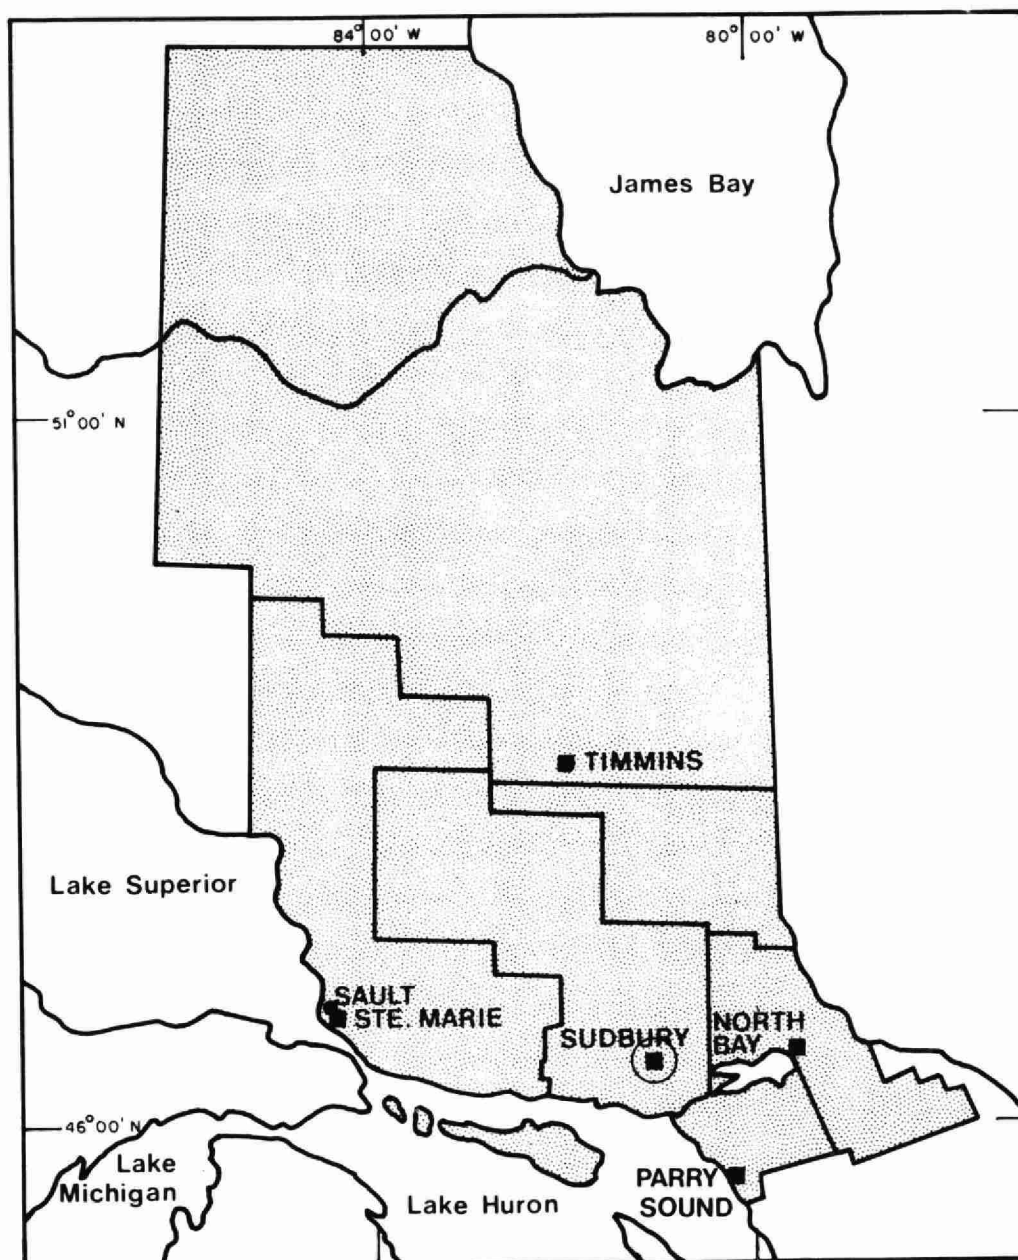 84°00' W
80°00' W
James Bay
51°00' N
TIMMINS
Lake Superior
SAULT
STE. MARIE
SUDBURY
NORTH
BAY
46°00' N
Lake
Michigan
Lake Huron
PARRY
SOUND